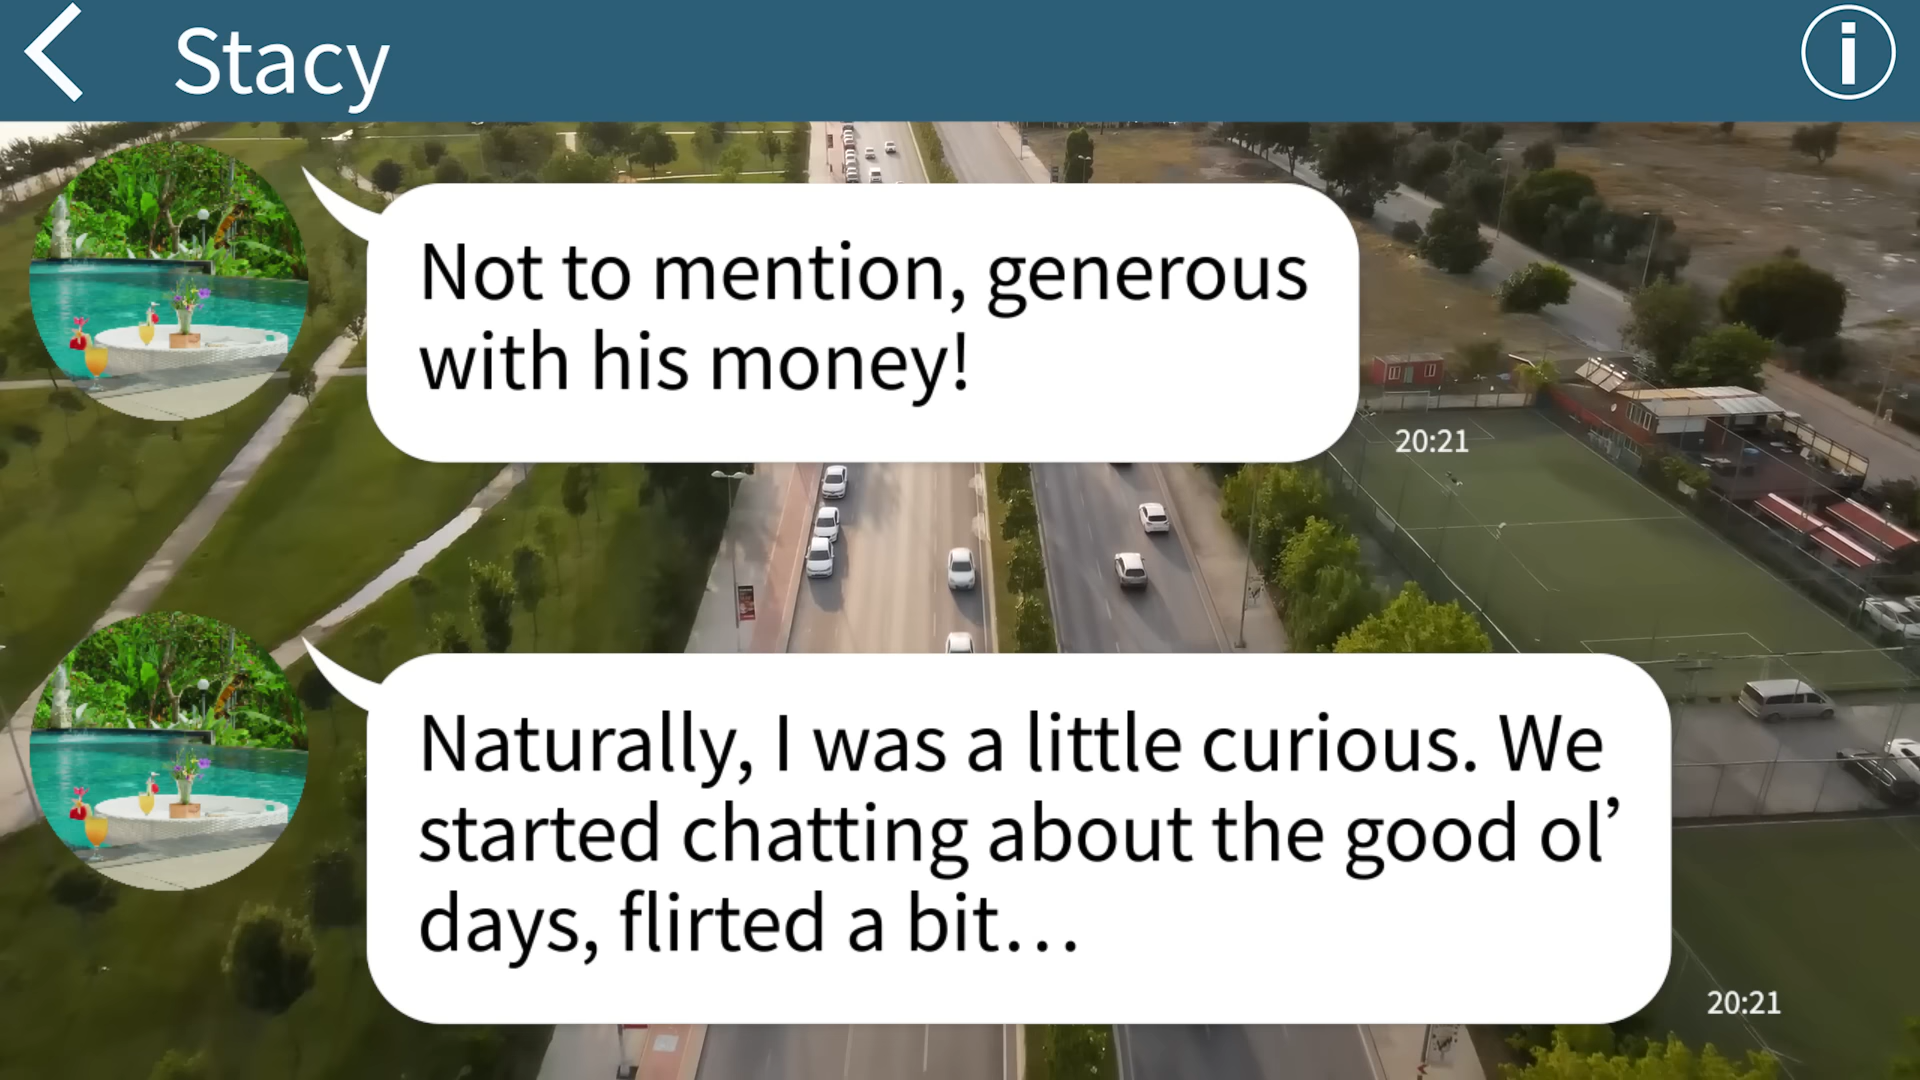 Stacy
Not to mention, generous
with his money!
20:21
Naturally, I was a little curious. We
started chatting about the good ol’
days, flirted a bit…
20:21